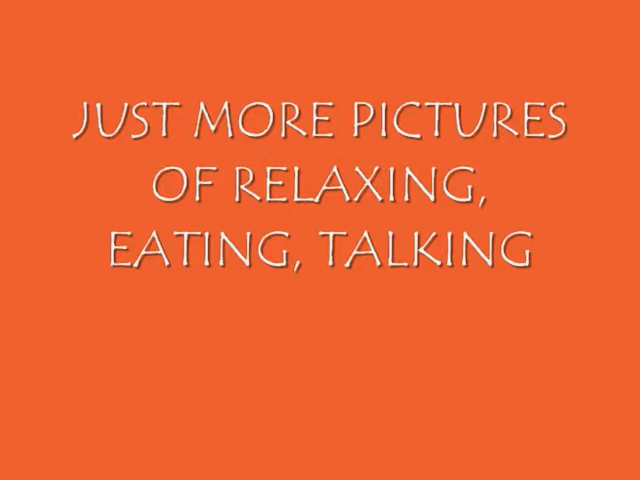 JUST MORE PICTURES
OF RELAXING,
EATING, TALKING